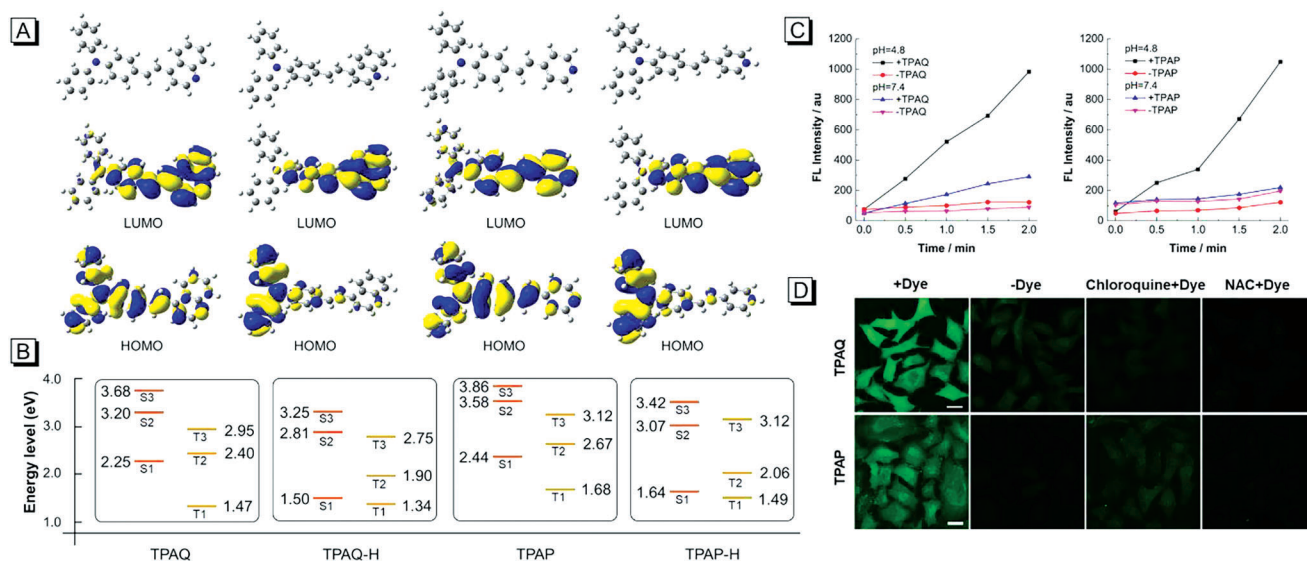 A
LUMO LUMO LUMO LUMO
HOMO HOMO HOMO HOMO
B
Energy level (eV)
4.0
3.0
2.0
1.0
3.68
S3
3.20
S2
2.25
S1
T3
2.95
T2
2.40
T1
1.47
3.25
S3
2.81
S2
1.50
S1
T3
2.75
T2
1.90
T1
1.34
3.86
S3
3.58
S2
2.44
S1
T3
3.12
T2
2.67
T1
1.68
3.42
S3
3.07
S2
1.64
S1
T3
3.12
T2
2.06
T1
1.49
TPAQ TPAQ-H TPAP TPAP-H
C
FL Intensity / au
1200
1000
800
600
400
200
0
pH=4.8
+TPAQ
-TPAQ
pH=7.4
+TPAQ
-TPAQ
0.0 0.5 1.0 1.5 2.0
Time / min
FL Intensity / au
1200
1000
800
600
400
200
0
pH=4.8
+TPAP
-TPAP
pH=7.4
+TPAP
-TPAP
0.0 0.5 1.0 1.5 2.0
Time / min
D
+Dye -Dye Chloroquine+Dye NAC+Dye
TPAQ
TPAP